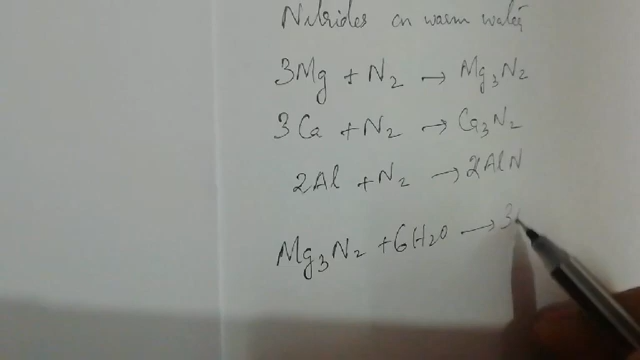 Nitrides on warm water
3Mg + N₂ → Mg₃N₂
3Ca + N₂ → Ca₃N₂
2Al + N₂ → 2AlN
Mg₃N₂ + 6H₂O → 3